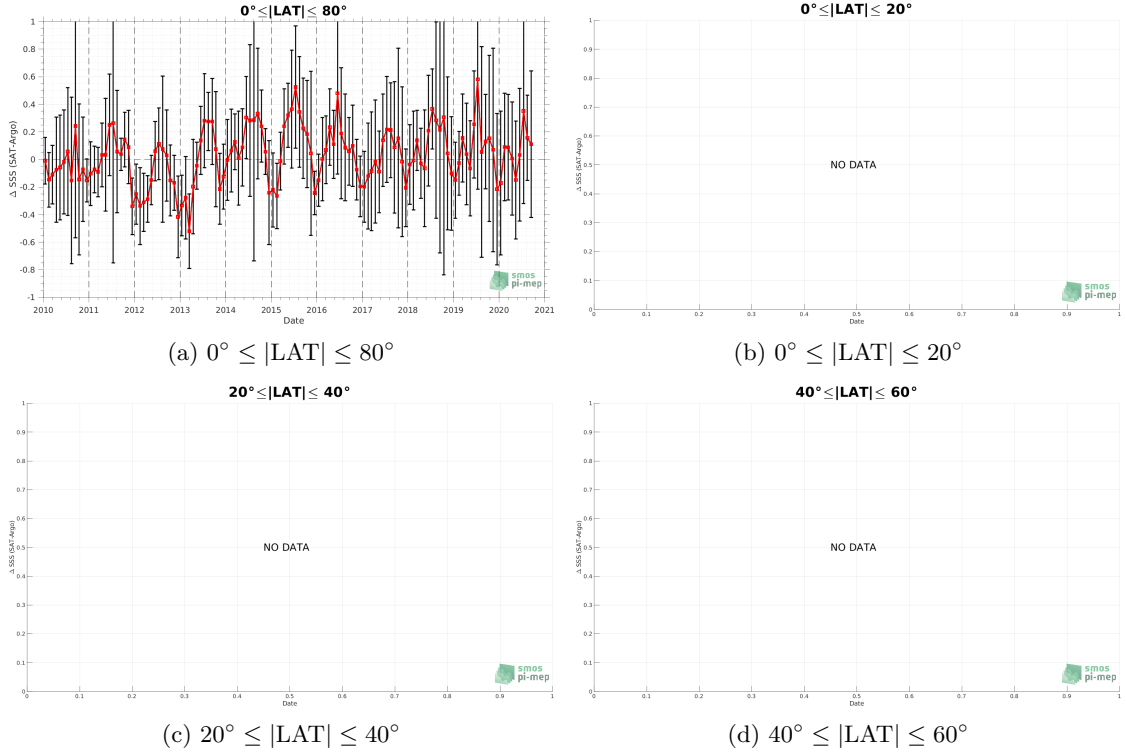 0°≤|LAT|≤ 80°
Δ SSS (SAT-Argo)
1
0.8
0.6
0.4
0.2
0
-0.2
-0.4
-0.6
-0.8
-1
2010 2011 2012 2013 2014 2015 2016 2017 2018 2019 2020 2021
Date
smos
pi-mep
(a) 0° ≤ |LAT| ≤ 80°
0°≤|LAT|≤ 20°
Δ SSS (SAT-Argo)
1
0.9
0.8
0.7
0.6
0.5
0.4
0.3
0.2
0.1
0
NO DATA
0 0.1 0.2 0.3 0.4 0.5 0.6 0.7 0.8 0.9 1
Date
smos
pi-mep
(b) 0° ≤ |LAT| ≤ 20°
20°≤|LAT|≤ 40°
Δ SSS (SAT-Argo)
1
0.9
0.8
0.7
0.6
0.5
0.4
0.3
0.2
0.1
0
NO DATA
0 0.1 0.2 0.3 0.4 0.5 0.6 0.7 0.8 0.9 1
Date
smos
pi-mep
(c) 20° ≤ |LAT| ≤ 40°
40°≤|LAT|≤ 60°
Δ SSS (SAT-Argo)
1
0.9
0.8
0.7
0.6
0.5
0.4
0.3
0.2
0.1
0
NO DATA
0 0.1 0.2 0.3 0.4 0.5 0.6 0.7 0.8 0.9 1
Date
smos
pi-mep
(d) 40° ≤ |LAT| ≤ 60°